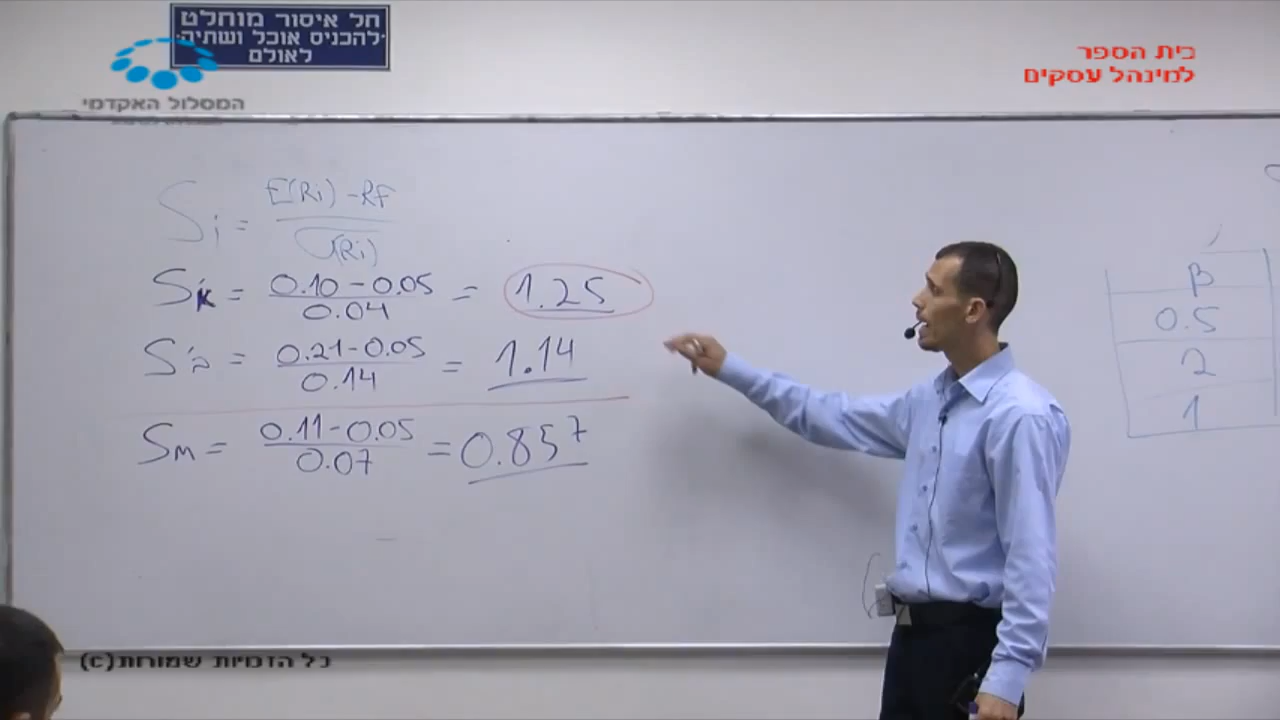 חל איסור מוחלט
להכניס אוכל ושתיה
לאולם
המסלול האקדמי
בית הספר
למינהל עסקים
Si = E(Ri) - RF / σ(Ri)
S'א = 0.10 - 0.05 / 0.04 = 1.25
S'ב = 0.21 - 0.05 / 0.14 = 1.14
Sm = 0.11 - 0.05 / 0.07 = 0.857
β
0.5
2
1
כל הזכויות שמורות (c)